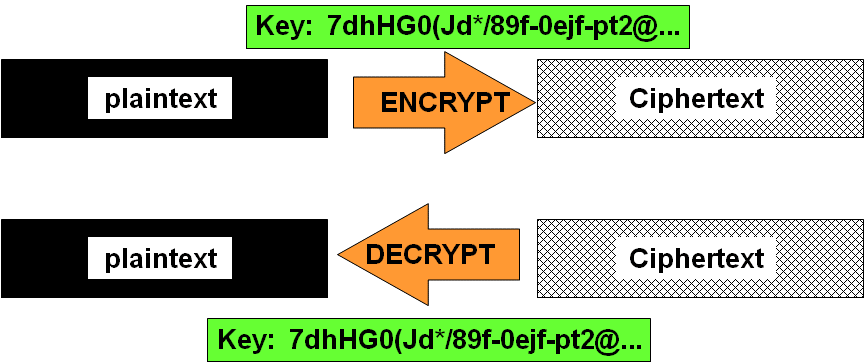 Key:  7dhHG0(Jd*/89f-0ejf-pt2@...
plaintext
ENCRYPT
Ciphertext
plaintext
DECRYPT
Ciphertext
Key:  7dhHG0(Jd*/89f-0ejf-pt2@...